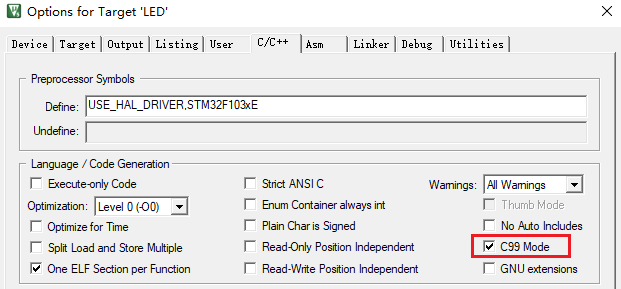 Options for Target 'LED'
Device Target Output Listing User C/C++ Asm Linker Debug Utilities
Preprocessor Symbols
Define: USE_HAL_DRIVER,STM32F103xE
Undefine:
Language / Code Generation
Execute-only Code Strict ANSI C Warnings: All Warnings
Optimization: Level 0 (-O0) Enum Container always int Thumb Mode
Optimize for Time Plain Char is Signed No Auto Includes
Split Load and Store Multiple Read-Only Position Independent C99 Mode
One ELF Section per Function Read-Write Position Independent GNU extensions